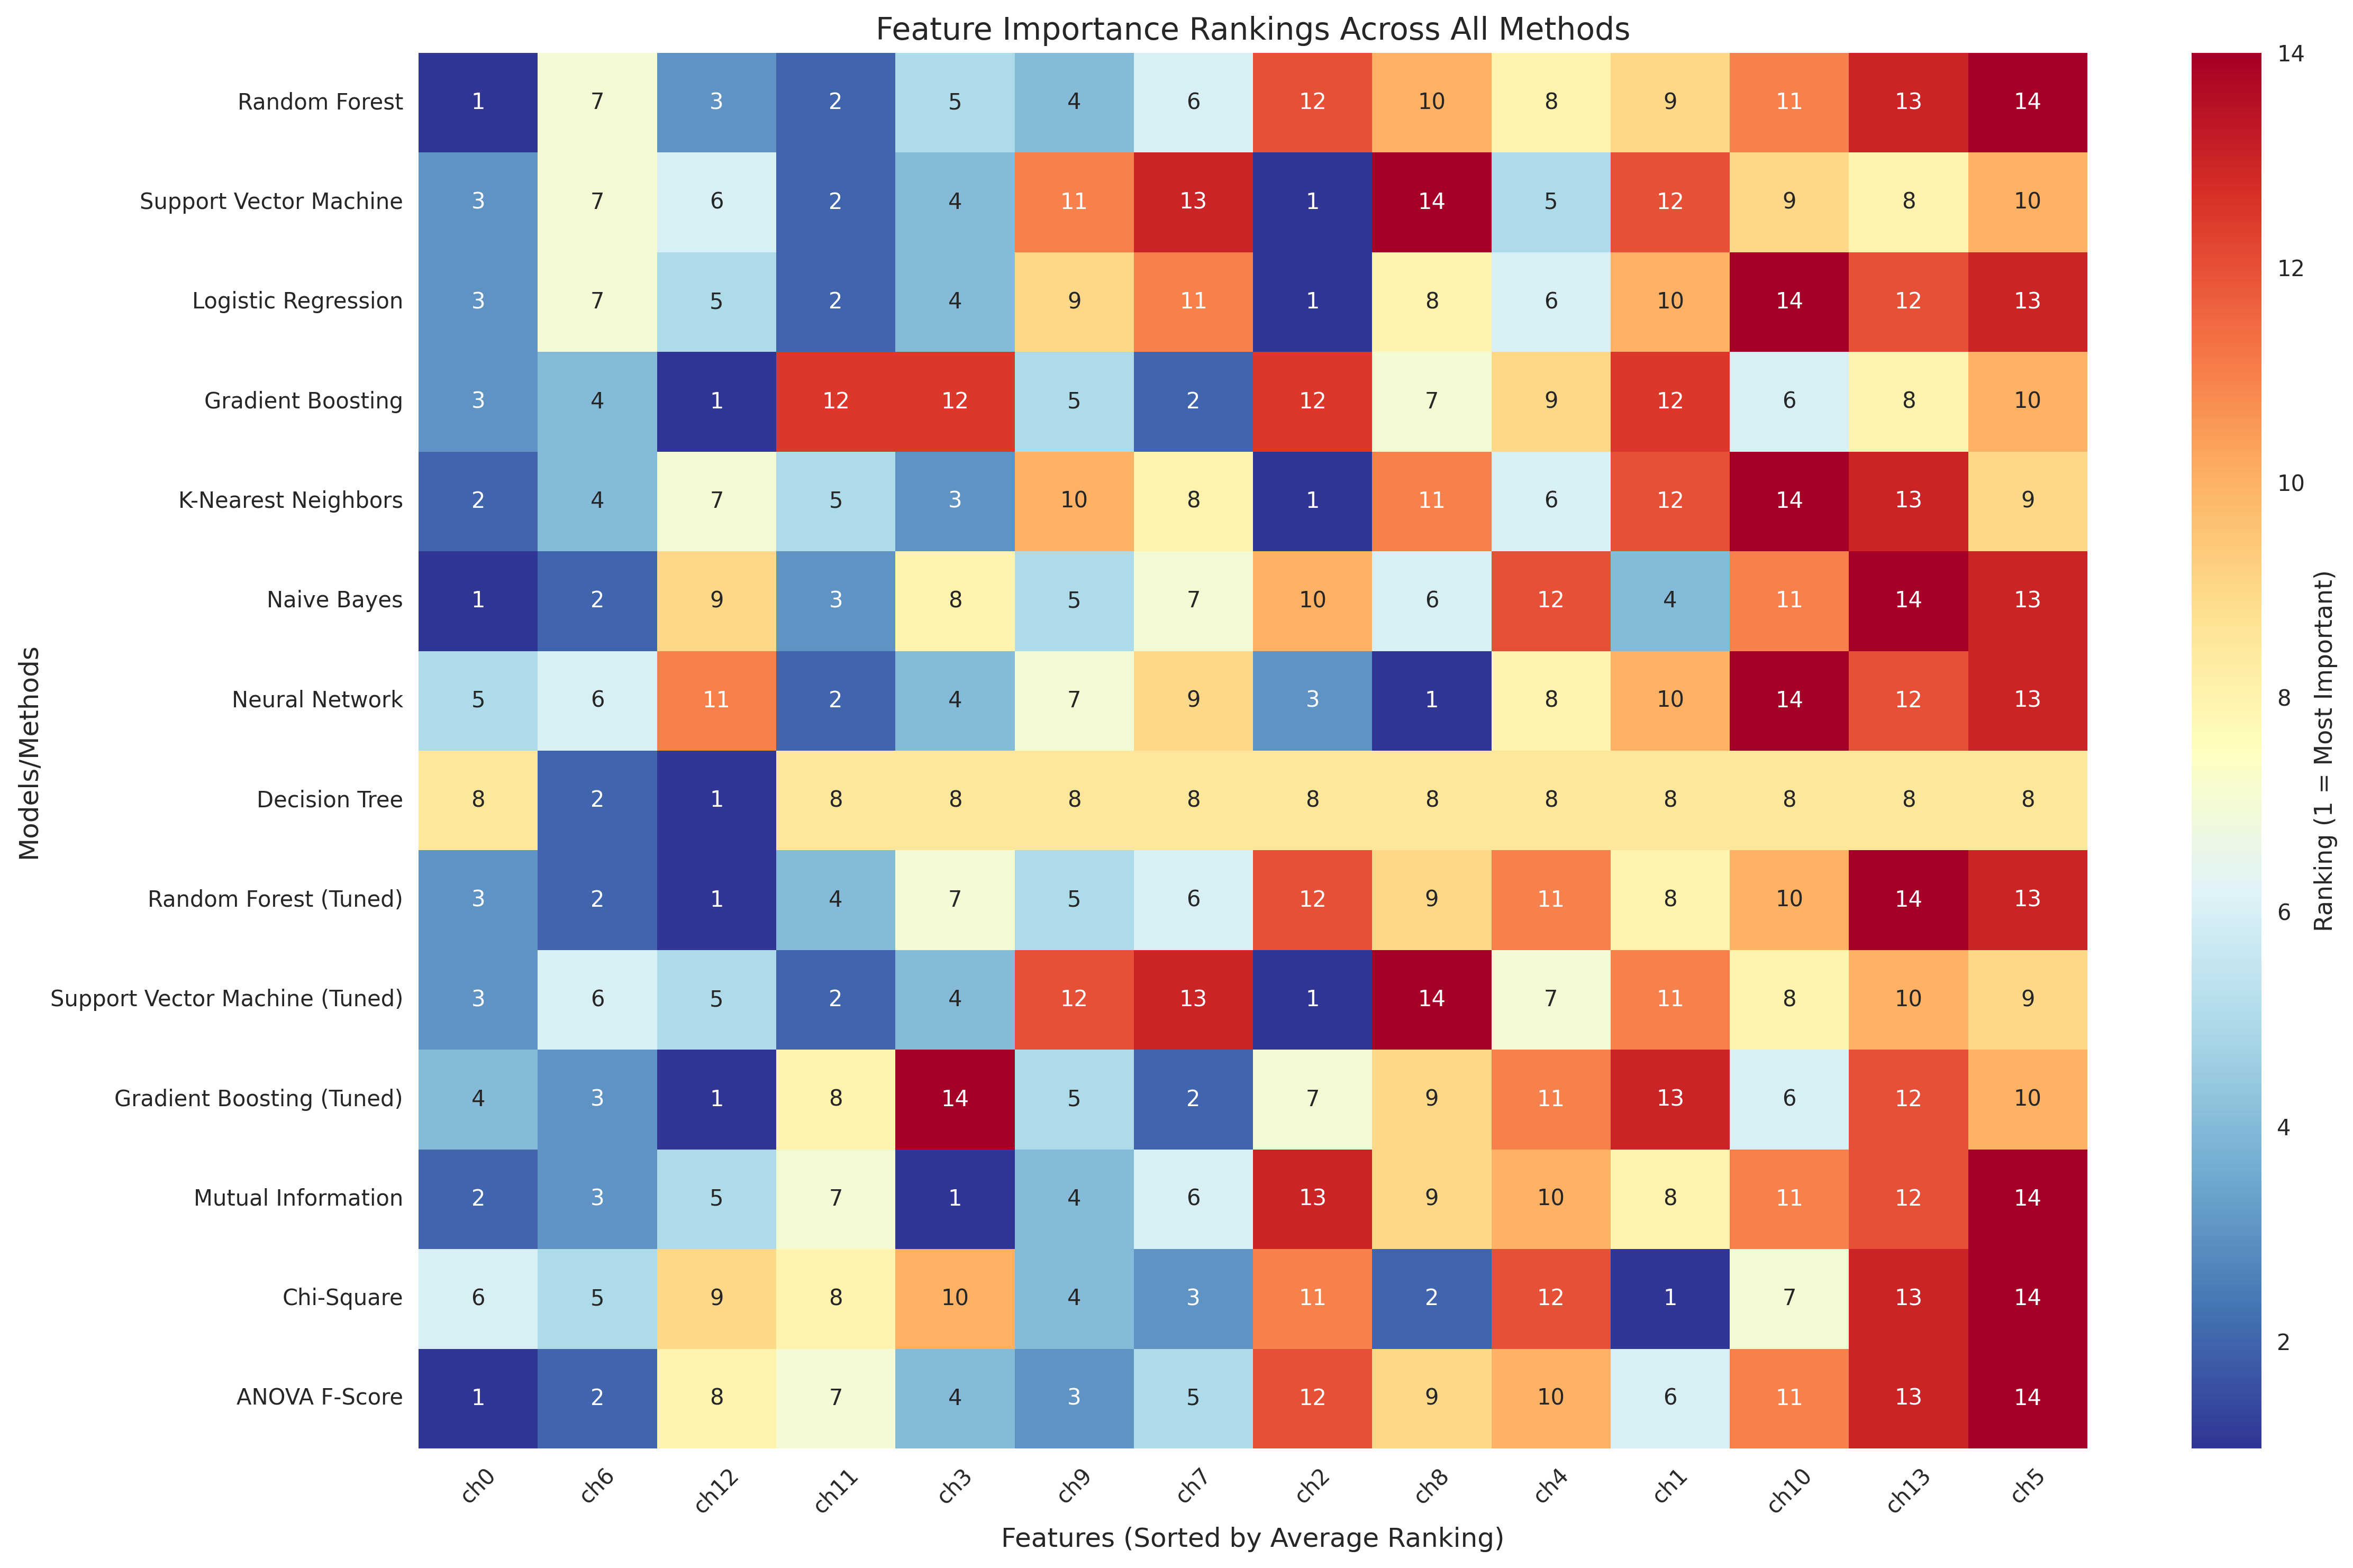 Feature Importance Rankings Across All Methods
Random Forest 1 7 3 2 5 4 6 12 10 8 9 11 13 14
Support Vector Machine 3 7 6 2 4 11 13 1 14 5 12 9 8 10
Logistic Regression 3 7 5 2 4 9 11 1 8 6 10 14 12 13
Gradient Boosting 3 4 1 12 12 5 2 12 7 9 12 6 8 10
K-Nearest Neighbors 2 4 7 5 3 10 8 1 11 6 12 14 13 9
Naive Bayes 1 2 9 3 8 5 7 10 6 12 4 11 14 13
Neural Network 5 6 11 2 4 7 9 3 1 8 10 14 12 13
Decision Tree 8 2 1 8 8 8 8 8 8 8 8 8 8 8
Random Forest (Tuned) 3 2 1 4 7 5 6 12 9 11 8 10 14 13
Support Vector Machine (Tuned) 3 6 5 2 4 12 13 1 14 7 11 8 10 9
Gradient Boosting (Tuned) 4 3 1 8 14 5 2 7 9 11 13 6 12 10
Mutual Information 2 3 5 7 1 4 6 13 9 10 8 11 12 14
Chi-Square 6 5 9 8 10 4 3 11 2 12 1 7 13 14
ANOVA F-Score 1 2 8 7 4 3 5 12 9 10 6 11 13 14
ch0 ch6 ch12 ch11 ch3 ch9 ch7 ch2 ch8 ch4 ch1 ch10 ch13 ch5
Features (Sorted by Average Ranking)
Models/Methods
14
12
10
8
6
4
2
Ranking (1 = Most Important)